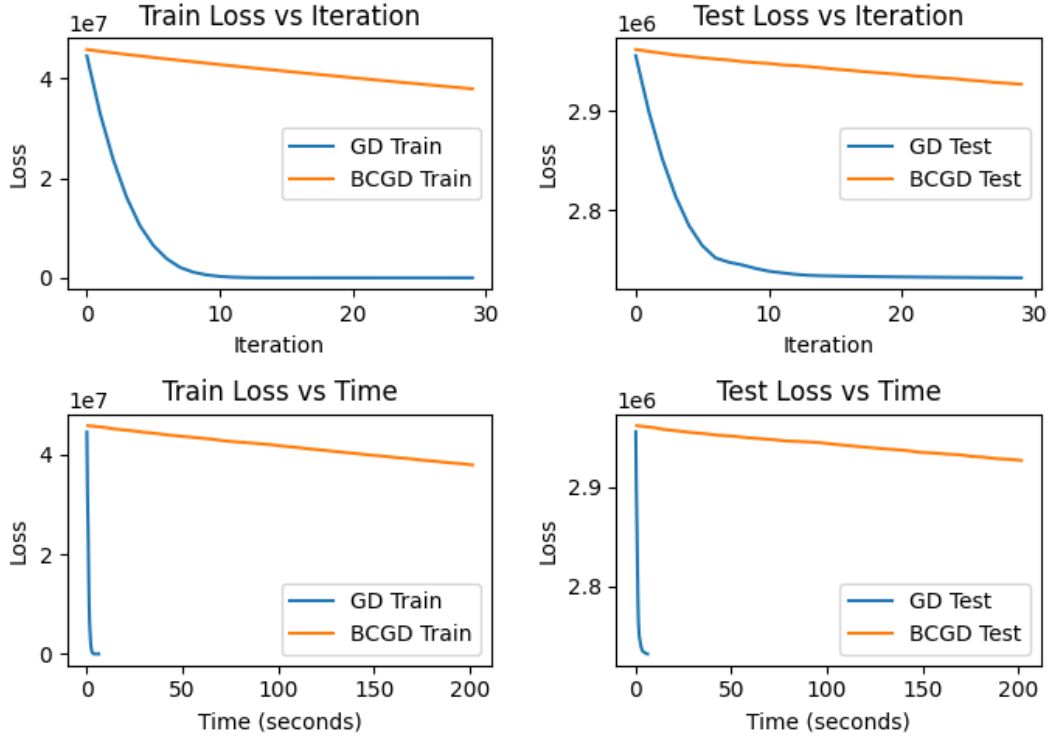 Train Loss vs Iteration
1e7
Loss
4
2
0
GD Train
BCGD Train
0 10 20 30
Iteration
Test Loss vs Iteration
1e6
Loss
2.9
2.8
GD Test
BCGD Test
0 10 20 30
Iteration
Train Loss vs Time
1e7
Loss
4
2
0
GD Train
BCGD Train
0 50 100 150 200
Time (seconds)
Test Loss vs Time
1e6
Loss
2.9
2.8
GD Test
BCGD Test
0 50 100 150 200
Time (seconds)